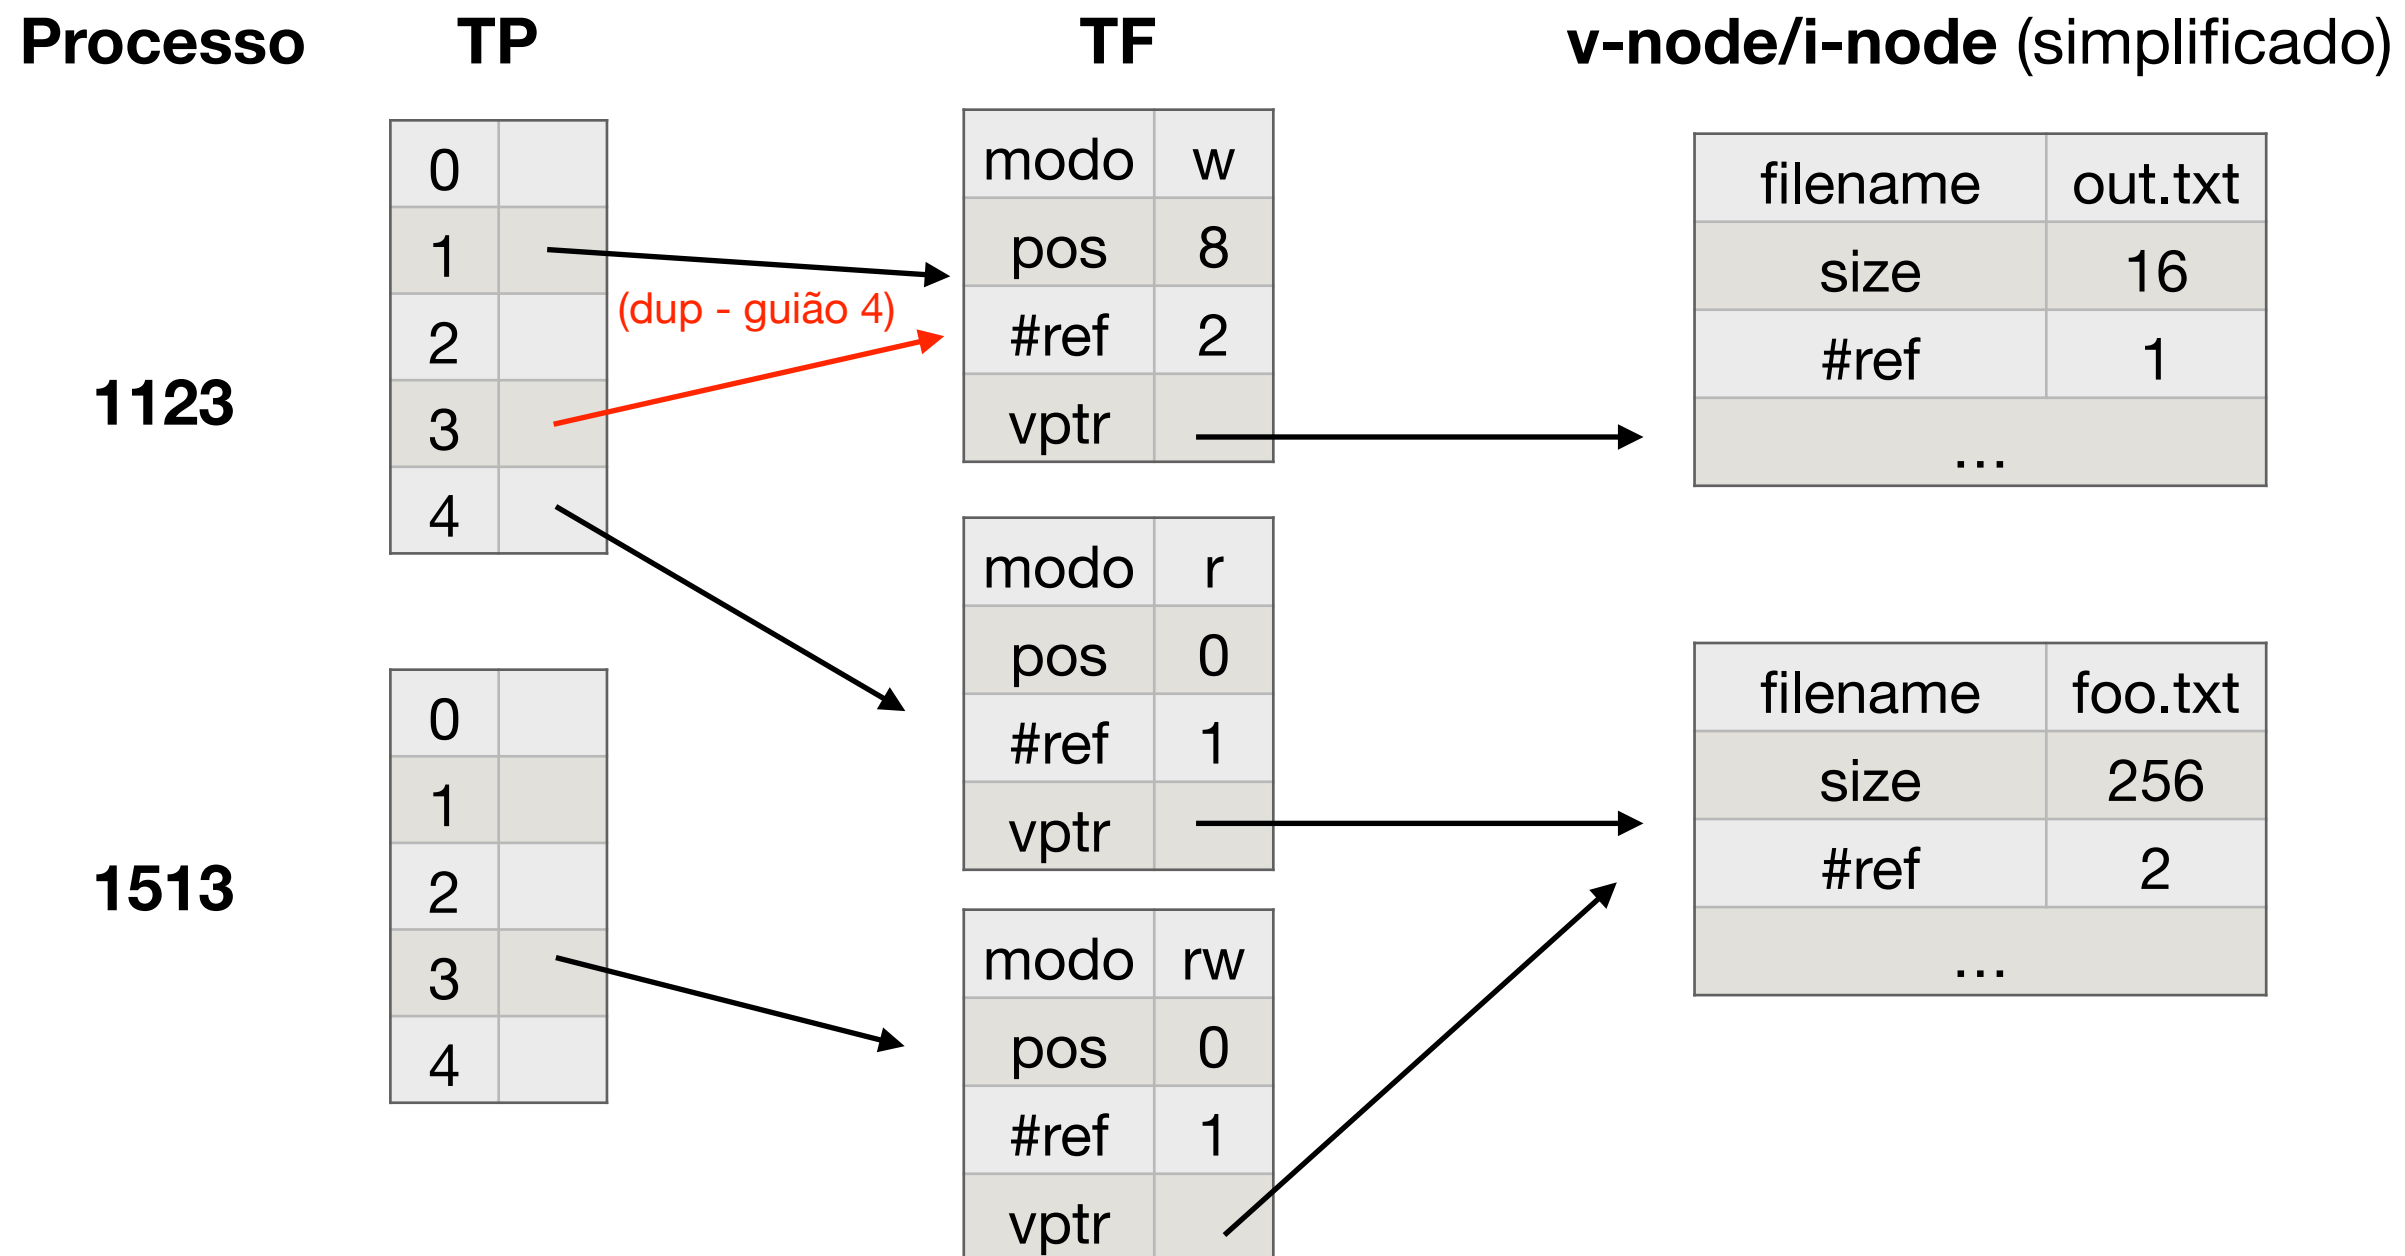 Processo TP TF v-node/i-node (simplificado)
1123
0
1
2
3
4
(dup - guião 4)
modo w
pos 8
#ref 2
vptr
filename out.txt
size 16
#ref 1
...
modo r
pos 0
#ref 1
vptr
1513
0
1
2
3
4
modo rw
pos 0
#ref 1
vptr
filename foo.txt
size 256
#ref 2
...